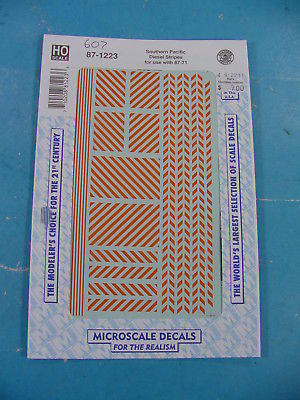 HO
SCALE
607
87-1223
Southern Pacific
Diesel Stripes
for use with 87-71
$ 7.00
U.S.A.
THE MODELER'S CHOICE FOR THE 21ST CENTURY
THE WORLD'S LARGEST SELECTION OF SCALE DECALS
MICROSCALE DECALS
FOR THE REALISM